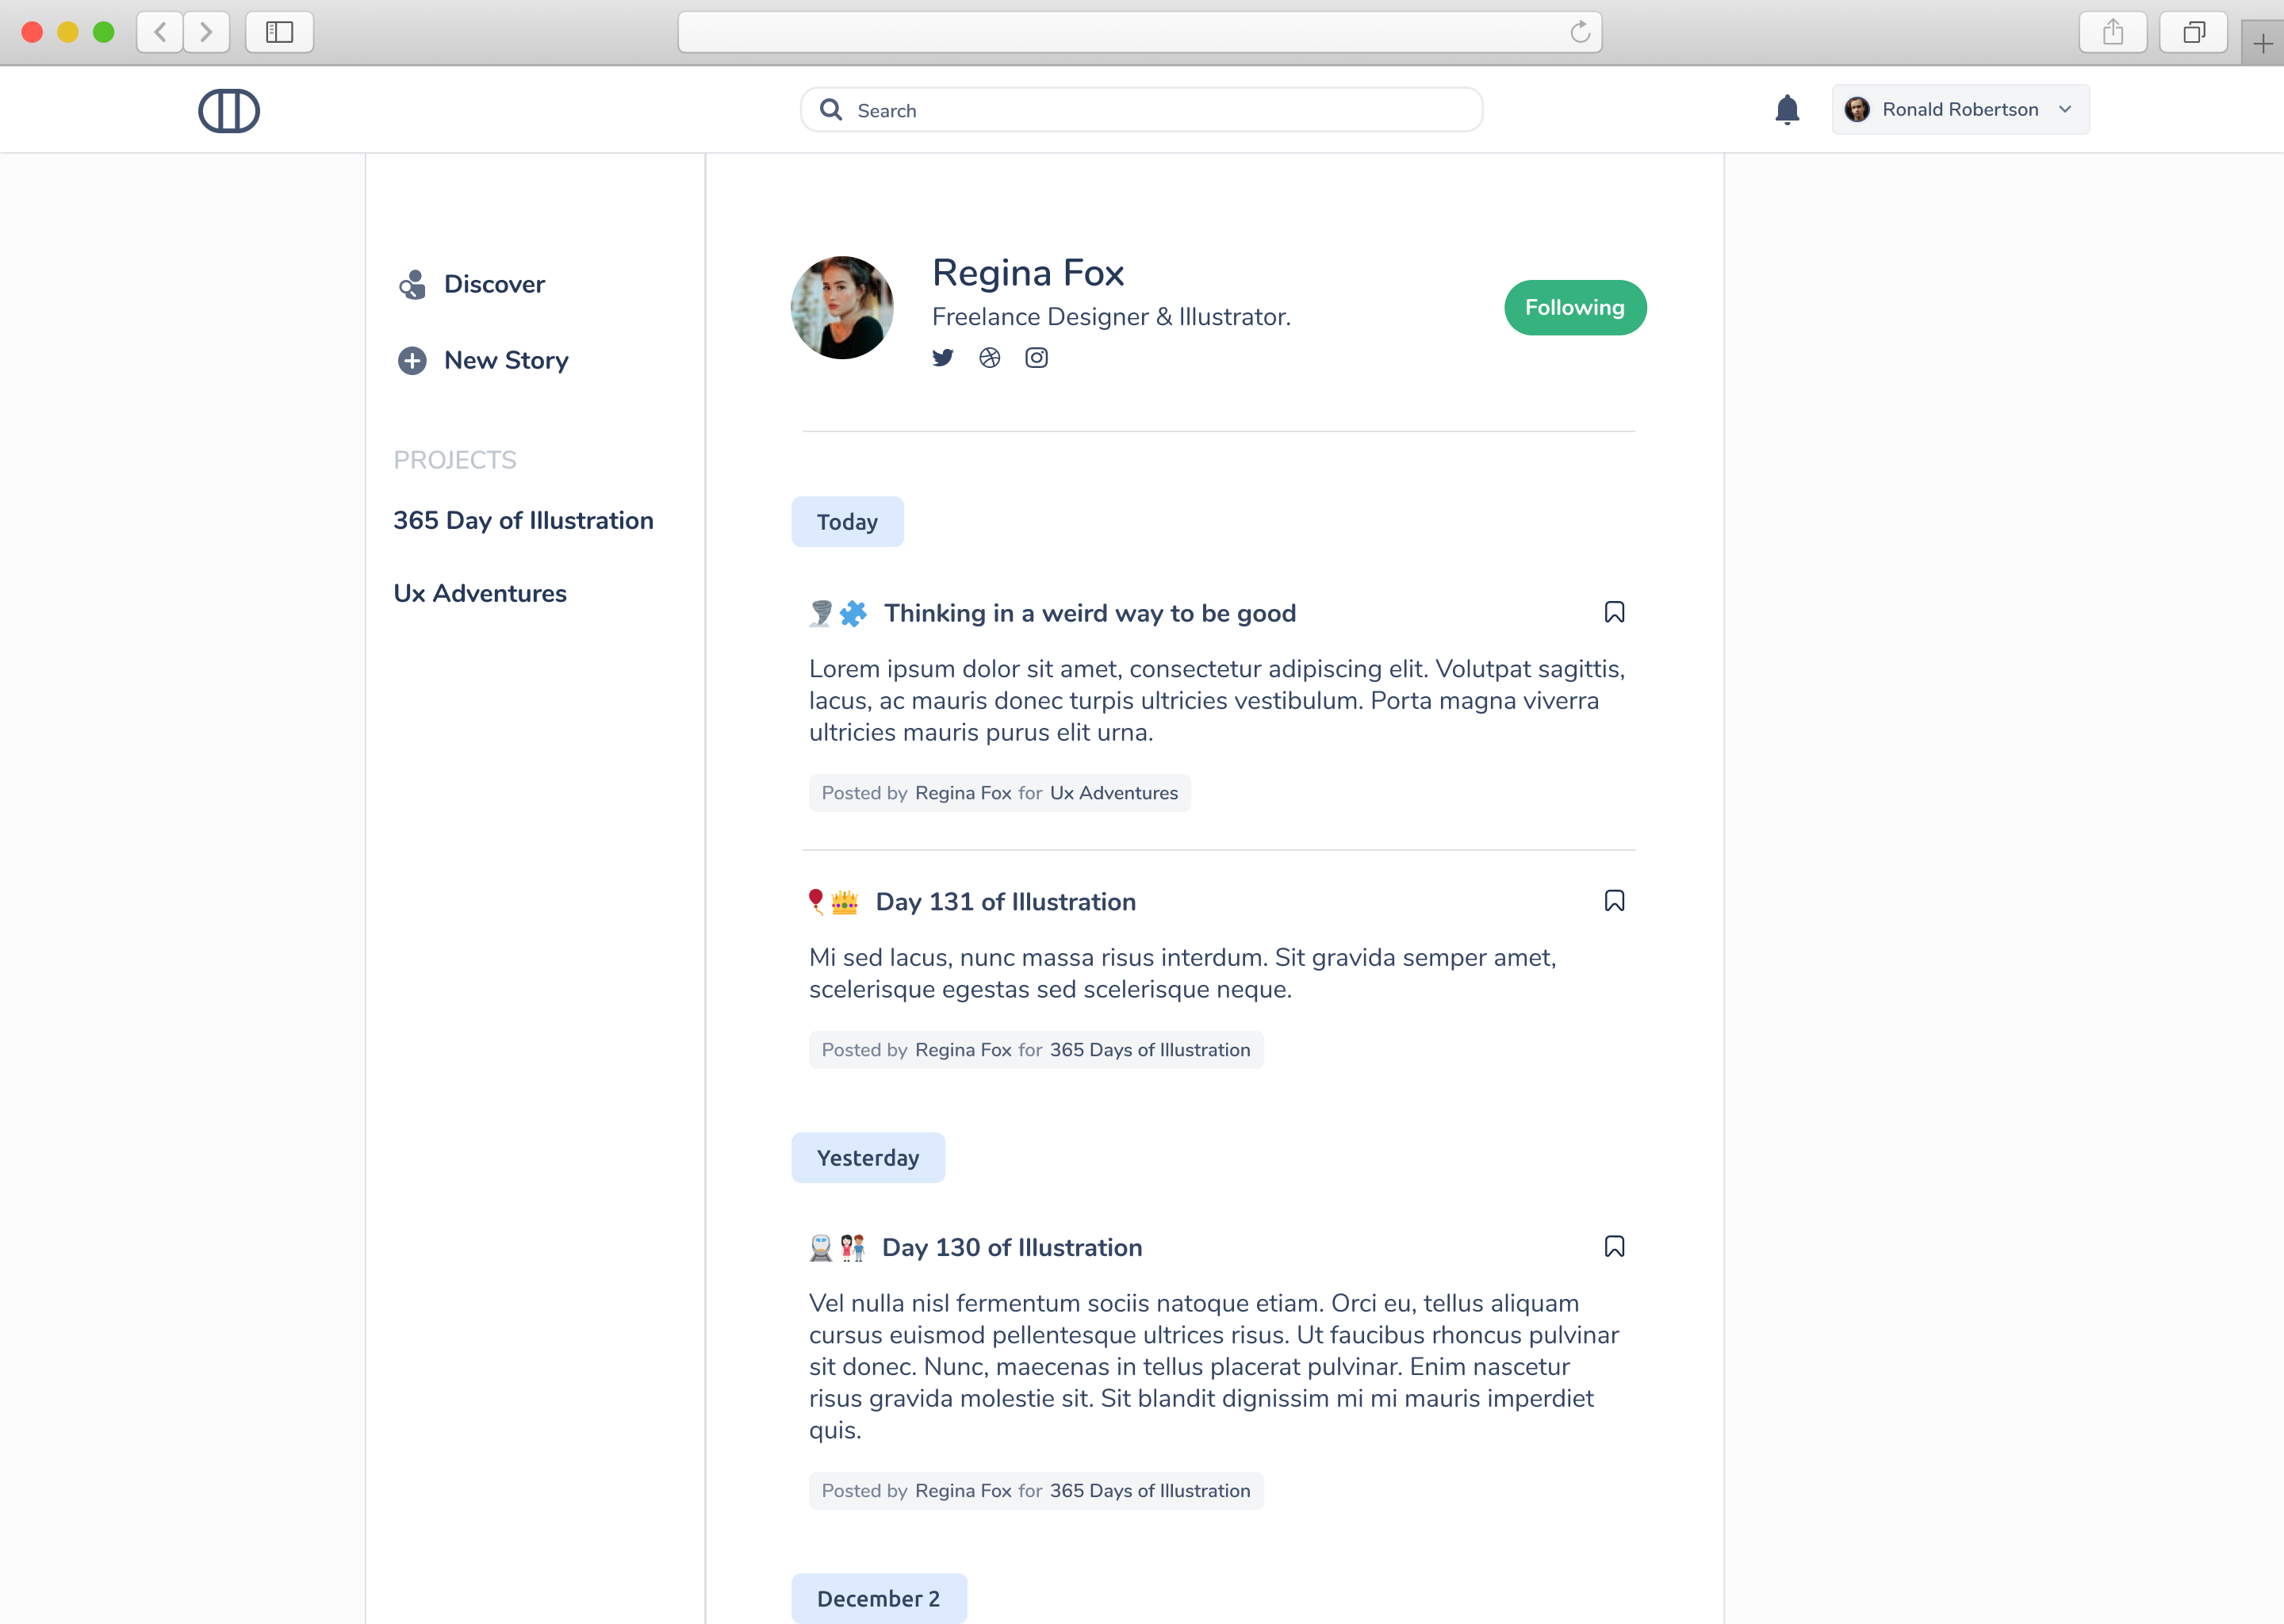 Search
Ronald Robertson
Discover
New Story
PROJECTS
365 Day of Illustration
Ux Adventures
Regina Fox
Freelance Designer & Illustrator.
Following
Today
Thinking in a weird way to be good
Lorem ipsum dolor sit amet, consectetur adipiscing elit. Volutpat sagittis,
lacus, ac mauris donec turpis ultricies vestibulum. Porta magna viverra
ultricies mauris purus elit urna.
Posted by Regina Fox for Ux Adventures
Day 131 of Illustration
Mi sed lacus, nunc massa risus interdum. Sit gravida semper amet,
scelerisque egestas sed scelerisque neque.
Posted by Regina Fox for 365 Days of Illustration
Yesterday
Day 130 of Illustration
Vel nulla nisl fermentum sociis natoque etiam. Orci eu, tellus aliquam
cursus euismod pellentesque ultrices risus. Ut faucibus rhoncus pulvinar
sit donec. Nunc, maecenas in tellus placerat pulvinar. Enim nascetur
risus gravida molestie sit. Sit blandit dignissim mi mi mauris imperdiet
quis.
Posted by Regina Fox for 365 Days of Illustration
December 2